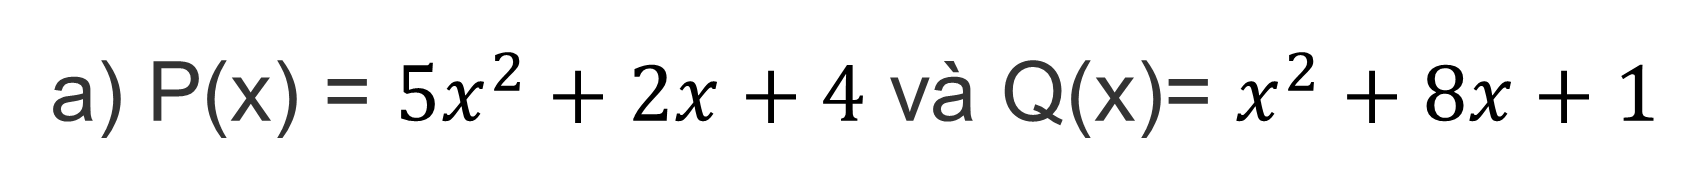 a) P(x) = 5x² + 2x + 4 và Q(x)= x² + 8x + 1